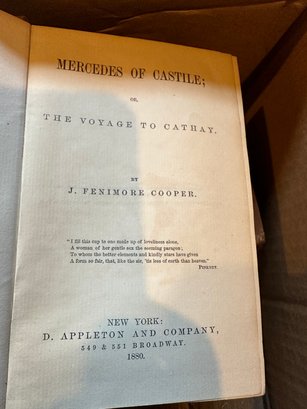 MERCEDES OF CASTILE;
OR,
THE VOYAGE TO CATHAY.
BY
J. FENIMORE COOPER.
"I fill this cup to one made up of loveliness alone,
A woman of her gentle sex the seeming paragon;
To whom the better elements and kindly stars have given
A form so fair, that, like the air, 'tis less of earth than heaven."
PINKNEY.
NEW YORK:
D. APPLETON AND COMPANY,
549 & 551 BROADWAY.
1880.